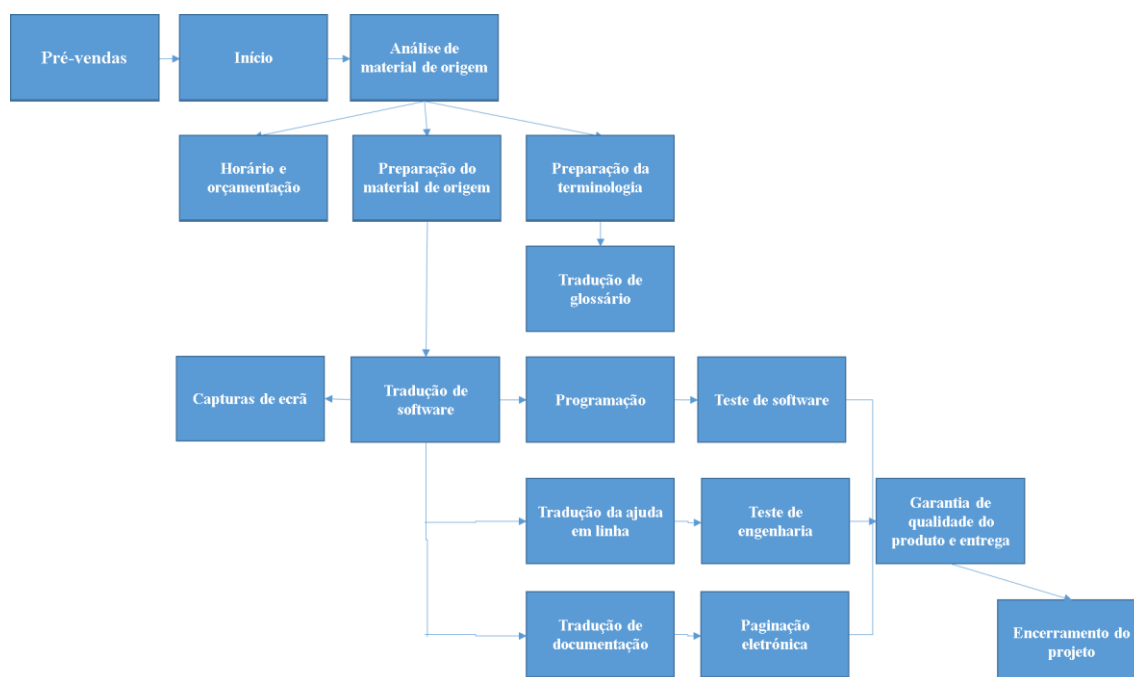 Pré-vendas
Início
Análise de
material de origem
Horário e
orçamentação
Preparação do
material de origem
Preparação da
terminologia
Tradução de
glossário
Capturas de ecrã
Tradução de
software
Programação
Teste de software
Tradução da ajuda
em linha
Teste de
engenharia
Garantia de
qualidade do
produto e entrega
Tradução de
documentação
Paginação
eletrónica
Encerramento do
projeto